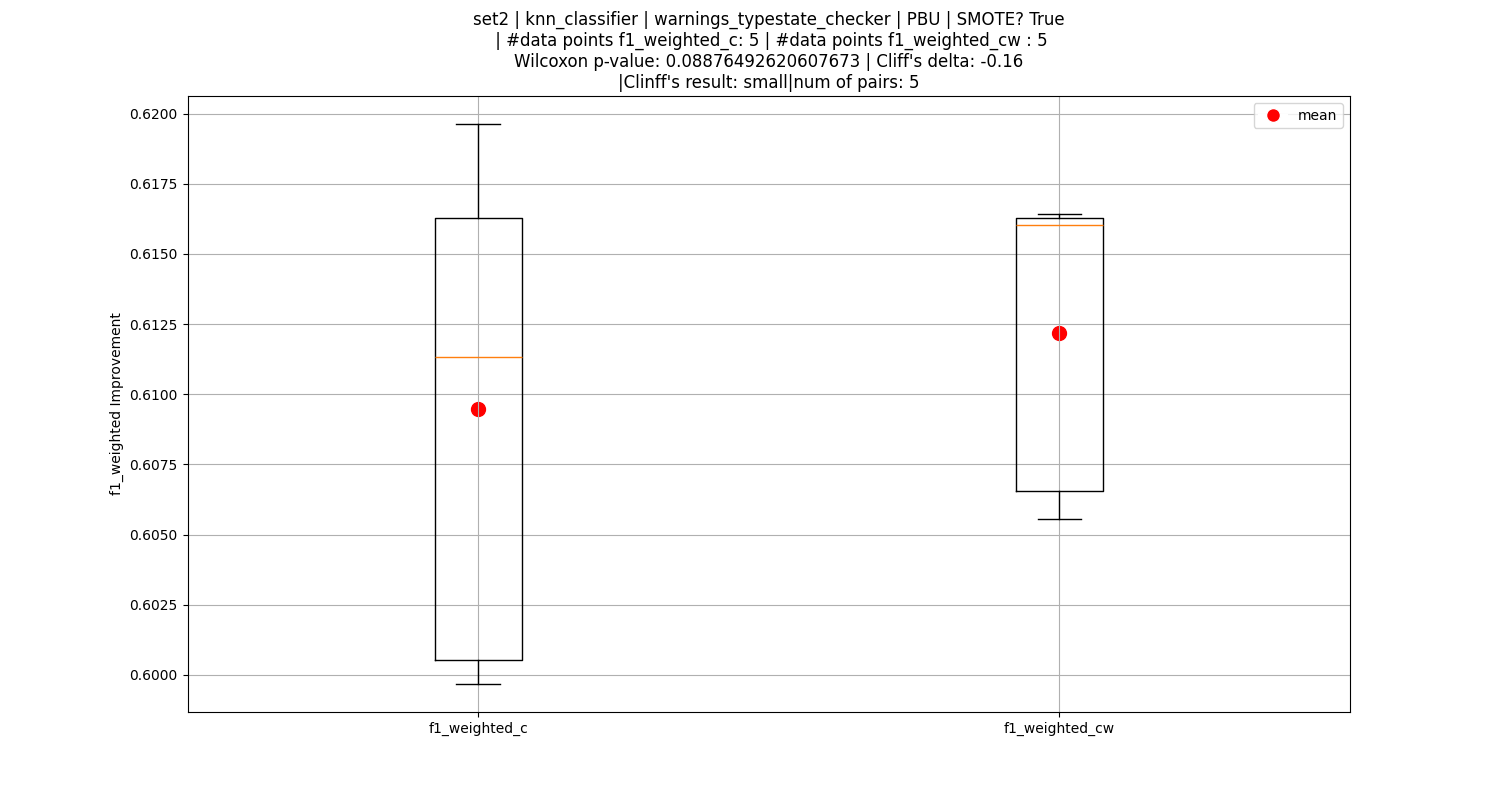 set2 | knn_classifier | warnings_typestate_checker | PBU | SMOTE? True
| #data points f1_weighted_c: 5 | #data points f1_weighted_cw : 5
Wilcoxon p-value: 0.08876492620607673 | Cliff's delta: -0.16
|Clinff's result: small|num of pairs: 5
mean
f1_weighted Improvement
0.6200
0.6175
0.6150
0.6125
0.6100
0.6075
0.6050
0.6025
0.6000
f1_weighted_c
f1_weighted_cw